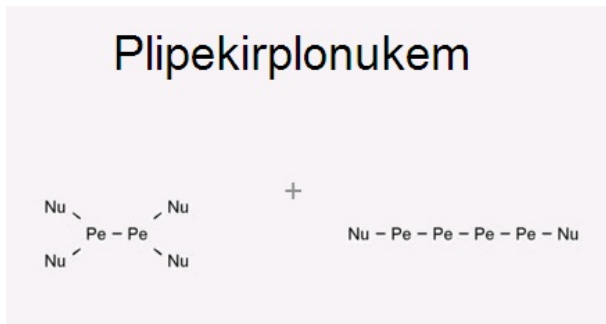 Plipekirplonukem
+
Nu Nu
Pe – Pe
Nu – Pe – Pe – Pe – Pe – Nu
Nu Nu